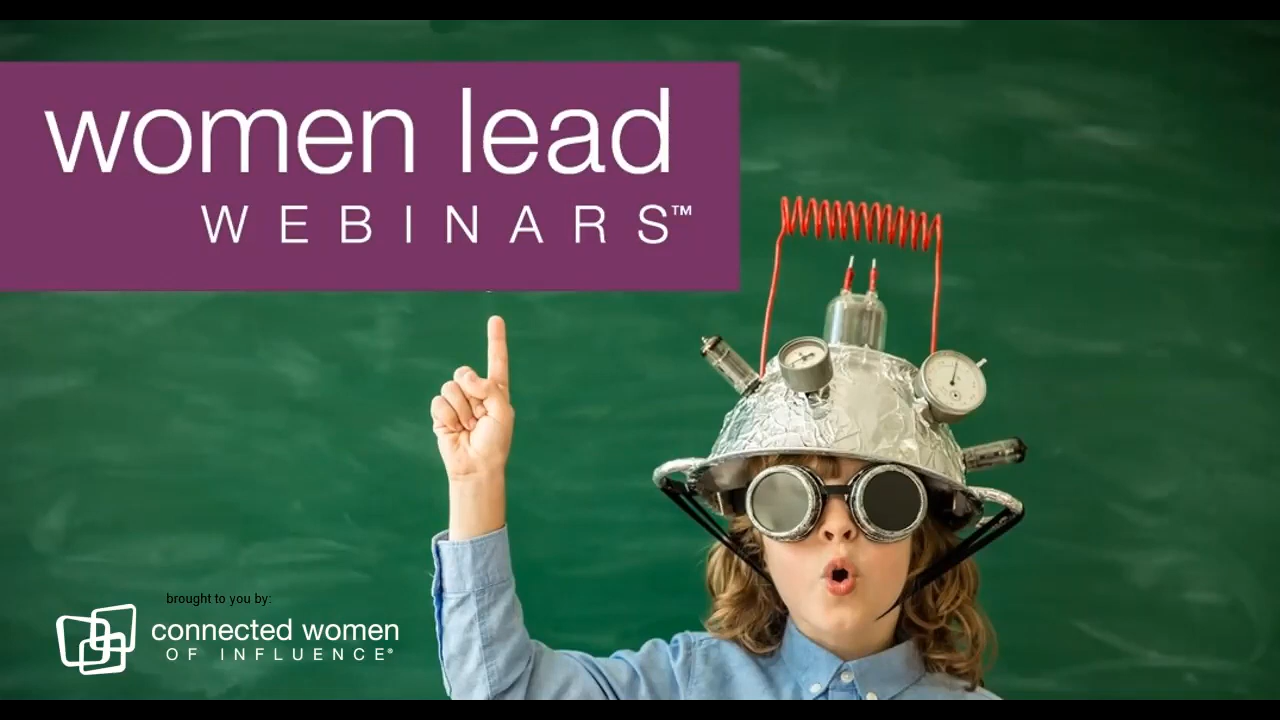 women lead
WEBINARS™
brought to you by:
connected women
OF INFLUENCE®